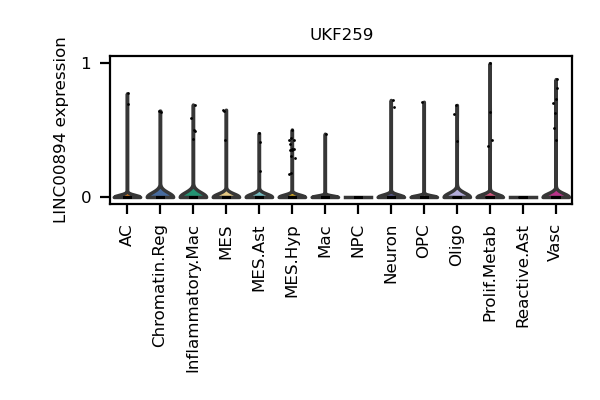 UKF259
LINC00894 expression
1
0
AC
Chromatin.Reg
Inflammatory.Mac
MES
MES.Ast
MES.Hyp
Mac
NPC
Neuron
OPC
Oligo
Prolif.Metab
Reactive.Ast
Vasc